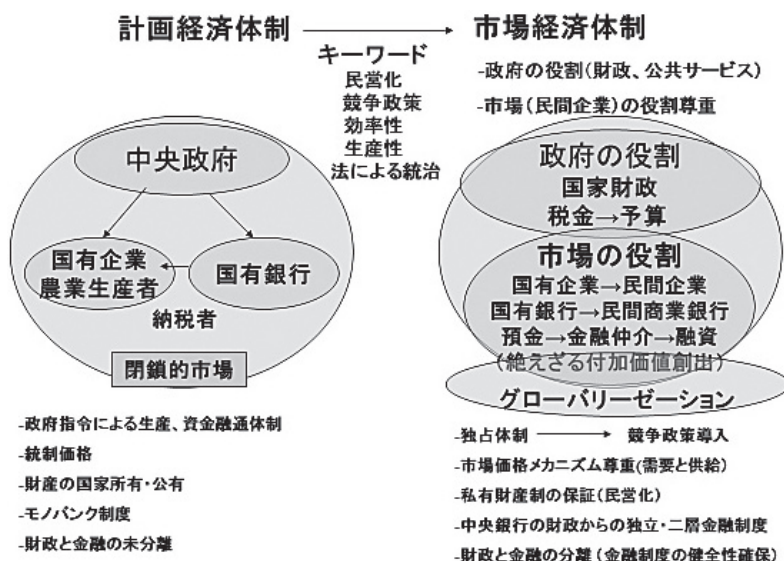 計画経済体制 → 市場経済体制
キーワード
民営化
競争政策
効率性
生産性
法による統治
-政府の役割(財政、公共サービス)
-市場(民間企業)の役割尊重
中央政府
国有企業
農業生産者
国有銀行
納税者
閉鎖的市場
-政府指令による生産、資金融通体制
-統制価格
-財産の国家所有・公有
-モノバンク制度
-財政と金融の未分離
政府の役割
国家財政
税金→予算
市場の役割
国有企業→民間企業
国有銀行→民間商業銀行
預金→金融仲介→融資
(絶えざる付加価値創出)
グローバリーゼーション
-独占体制 → 競争政策導入
-市場価格メカニズム尊重(需要と供給)
-私有財産制の保証(民営化)
-中央銀行の財政からの独立・二層金融制度
-財政と金融の分離(金融制度の健全性確保)